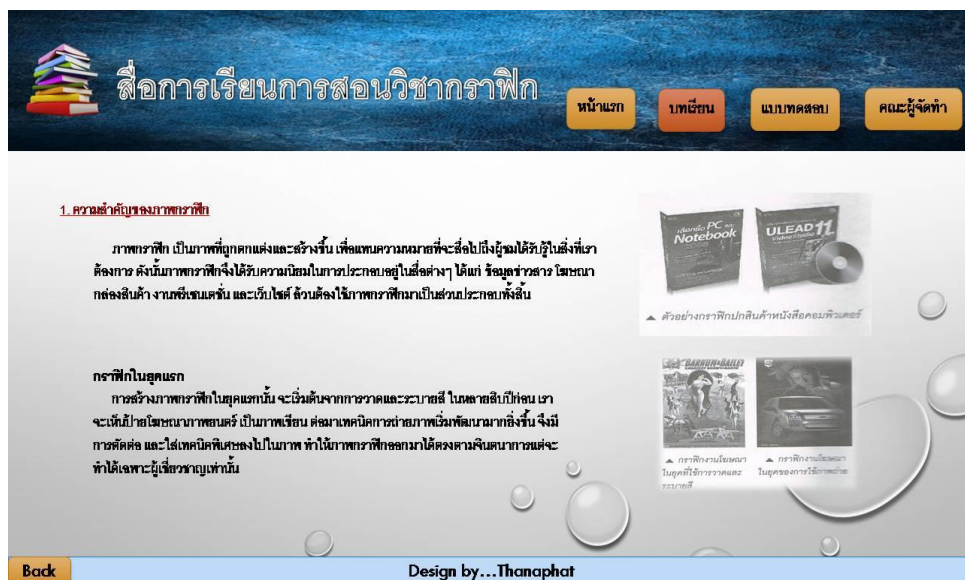 สื่อการเรียนการสอนวิชากราฟิก
หน้าแรก
บทเรียน
แบบทดสอบ
คณะผู้จัดทำ
1. ความสำคัญของภาพกราฟิก
ภาพกราฟิก เป็นภาพที่ถูกตกแต่งและสร้างขึ้น เพื่อแทนความหมายที่จะสื่อไปถึงผู้ชมได้รับรู้ในสิ่งที่เรา
ต้องการ ดังนั้นภาพกราฟิกจึงได้รับความนิยมในการประกอบอยู่ในสื่อต่างๆ ได้แก่ ข้อมูลข่าวสาร โฆษณา
กล่องสินค้า งานพรีเซนเตชั่น และเว็บไซต์ ล้วนต้องใช้ภาพกราฟิกมาเป็นส่วนประกอบทั้งสิ้น
เลือกซื้อ PC และ
Notebook
ULEAD 11
VideoStudio
▲ ตัวอย่างกราฟิกปกสินค้าหนังสือคอมพิวเตอร์
กราฟิกในยุคแรก
การสร้างภาพกราฟิกในยุคแรกนั้น จะเริ่มต้นจากการวาดและระบายสี ในหลายสิบปีก่อน เรา
จะเห็นป้ายโฆษณาภาพยนตร์ เป็นภาพเขียน ต่อมาเทคนิคการถ่ายภาพเริ่มพัฒนามากยิ่งขึ้น จึงมี
การตัดต่อ และใส่เทคนิคพิเศษลงไปในภาพ ทำให้ภาพกราฟิกออกมาได้ตรงตามจินตนาการแต่จะ
ทำได้เฉพาะผู้เชี่ยวชาญเท่านั้น
BARNUM & BAILEY
▲ กราฟิกงานโฆษณา
ในยุคที่ใช้การวาดและ
ระบายสี
▲ กราฟิกงานโฆษณา
ในยุคของการใช้ภาพถ่าย
Back
Design by...Thanaphat